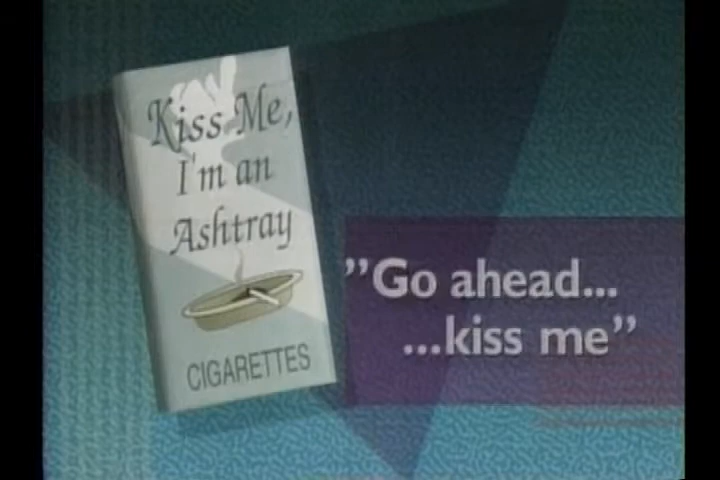 Kiss Me,
I'm an
Ashtray
CIGARETTES
"Go ahead...
...kiss me"